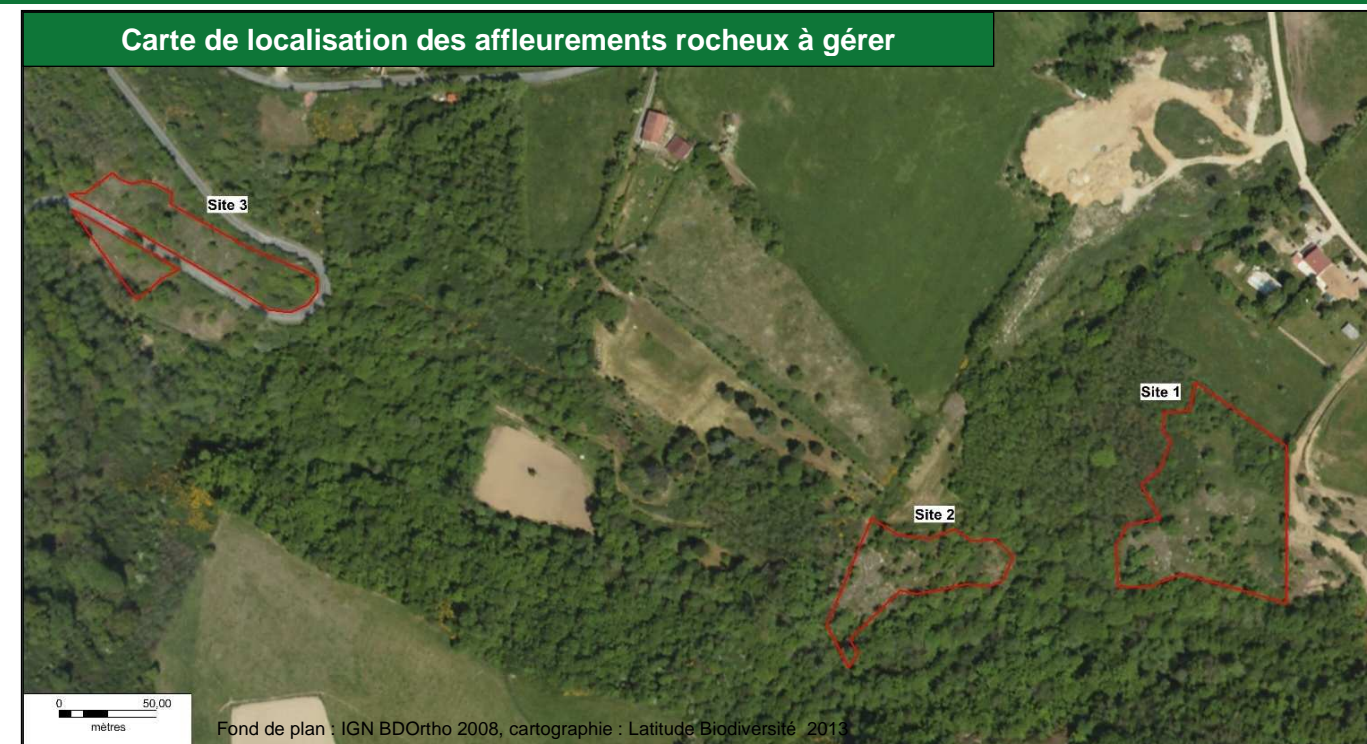 Carte de localisation des affleurements rocheux à gérer
Site 3
Site 1
Site 2
0 50,00
mètres
Fond de plan : IGN BDOrtho 2008, cartographie : Latitude Biodiversité 2013